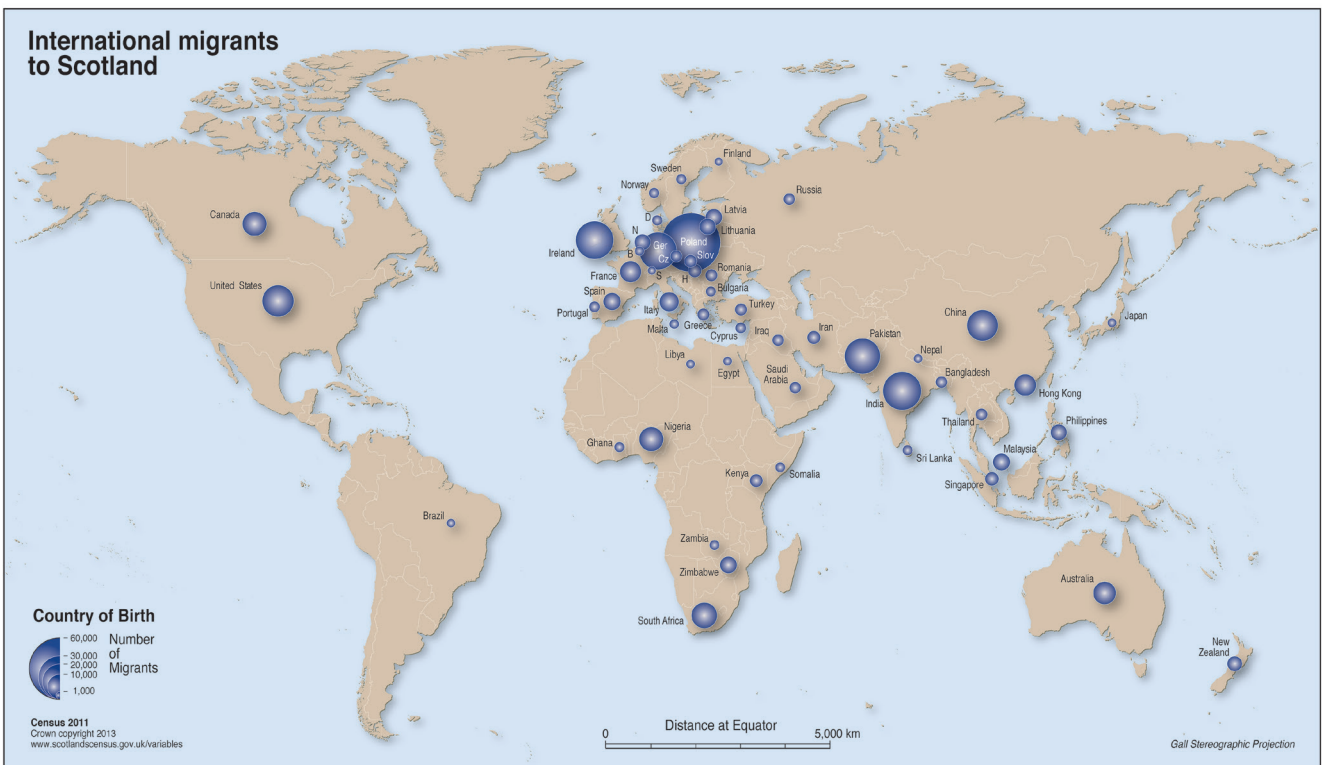 International migrants
to Scotland
Finland
Sweden
Norway
Russia
Canada
D
Latvia
N
Lithuania
Ireland
B
Ger
Poland
Cz
Slov
France
S
H
Romania
United States
Spain
Bulgaria
Portugal
Italy
Turkey
Malta
Greece
Cyprus
Iraq
Iran
Pakistan
China
Japan
Libya
Egypt
Saudi
Arabia
Nepal
Bangladesh
India
Hong Kong
Thailand
Philippines
Ghana
Nigeria
Sri Lanka
Malaysia
Kenya
Somalia
Singapore
Brazil
Zambia
Zimbabwe
Australia
South Africa
New
Zealand
Country of Birth
60,000
30,000
20,000
10,000
1,000
Number
of
Migrants
Census 2011
Crown copyright 2013
www.scotlandscensus.gov.uk/variables
Distance at Equator
0
5,000 km
Gall Stereographic Projection